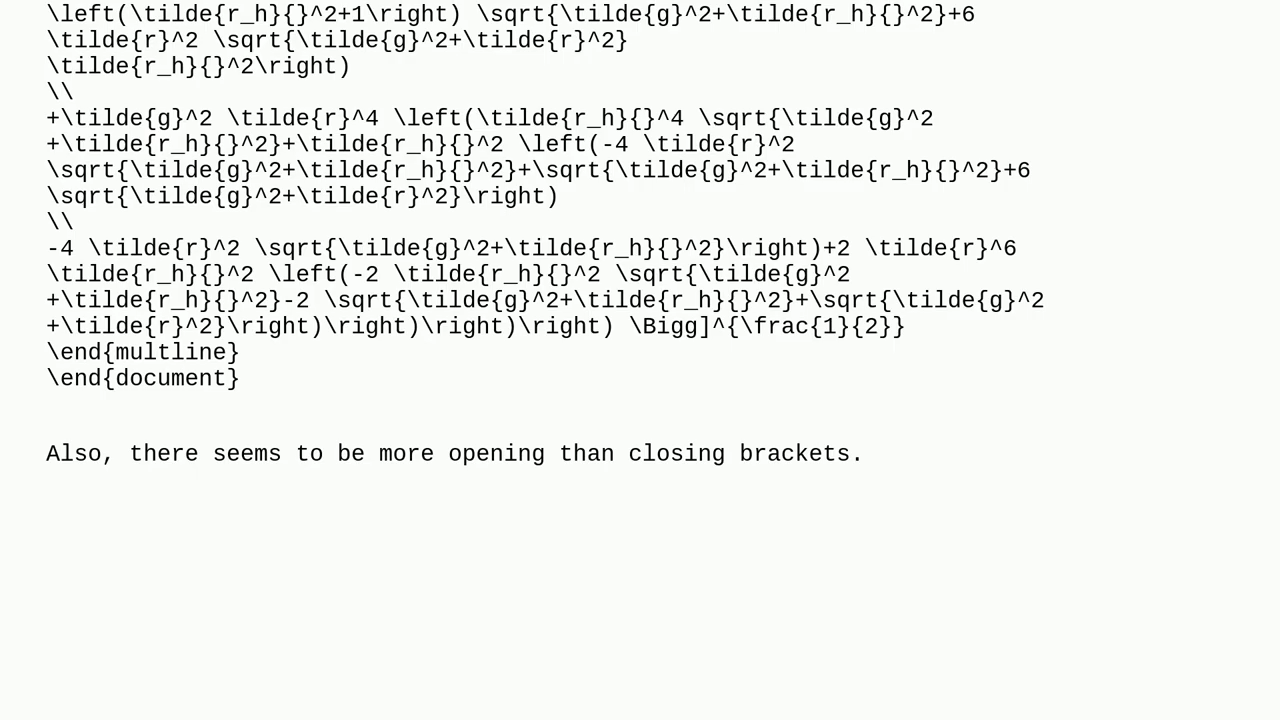 \left(\tilde{r_h}{}^2+1\right) \sqrt{\tilde{g}^2+\tilde{r_h}{}^2}+6
\tilde{r}^2 \sqrt{\tilde{g}^2+\tilde{r}^2}
\tilde{r_h}{}^2\right)
\\
+\tilde{g}^2 \tilde{r}^4 \left(\tilde{r_h}{}^4 \sqrt{\tilde{g}^2
+\tilde{r_h}{}^2}+\tilde{r_h}{}^2 \left(-4 \tilde{r}^2
\sqrt{\tilde{g}^2+\tilde{r_h}{}^2}+\sqrt{\tilde{g}^2+\tilde{r_h}{}^2}+6
\sqrt{\tilde{g}^2+\tilde{r}^2}\right)
\\
-4 \tilde{r}^2 \sqrt{\tilde{g}^2+\tilde{r_h}{}^2}\right)+2 \tilde{r}^6
\tilde{r_h}{}^2 \left(-2 \tilde{r_h}{}^2 \sqrt{\tilde{g}^2
+\tilde{r_h}{}^2}-2 \sqrt{\tilde{g}^2+\tilde{r_h}{}^2}+\sqrt{\tilde{g}^2
+\tilde{r}^2}\right)\right)\right)\right) \Bigg]^{\frac{1}{2}}
\end{multline}
\end{document}
Also, there seems to be more opening than closing brackets.